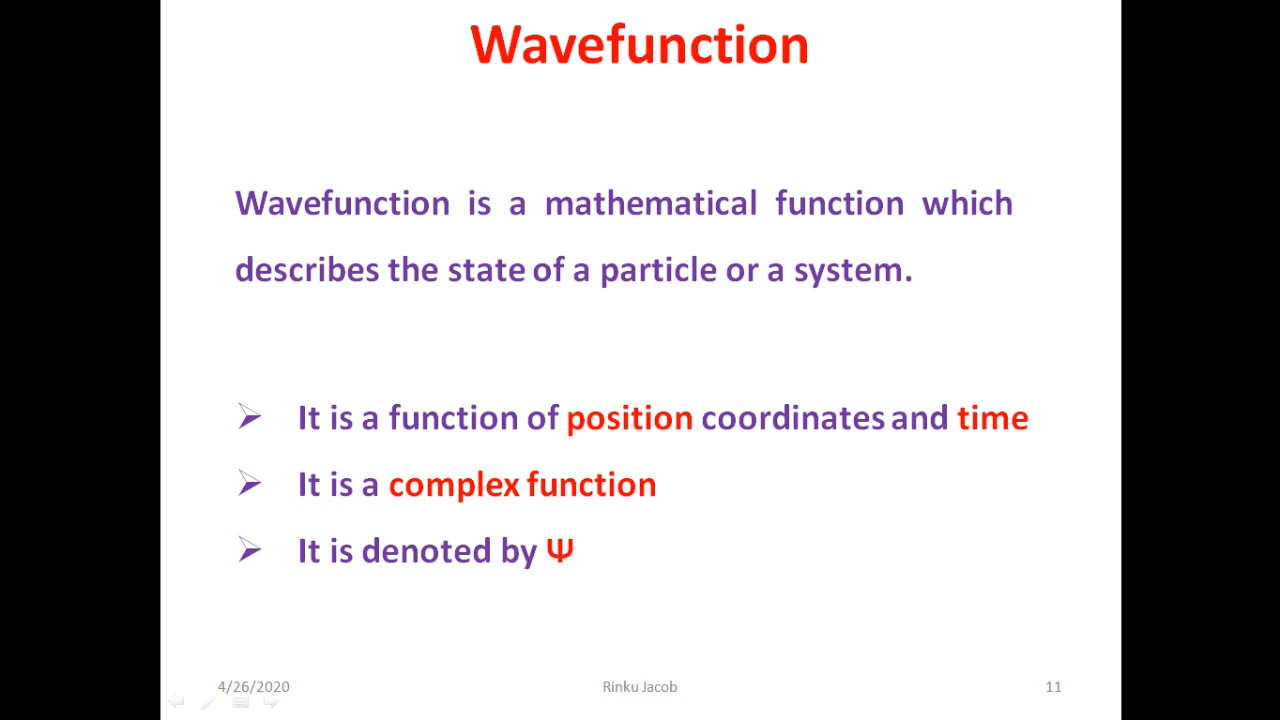 Wavefunction
Wavefunction is a mathematical function which
describes the state of a particle or a system.
It is a function of position coordinates and time
It is a complex function
It is denoted by Ψ
4/26/2020
Rinku Jacob
11